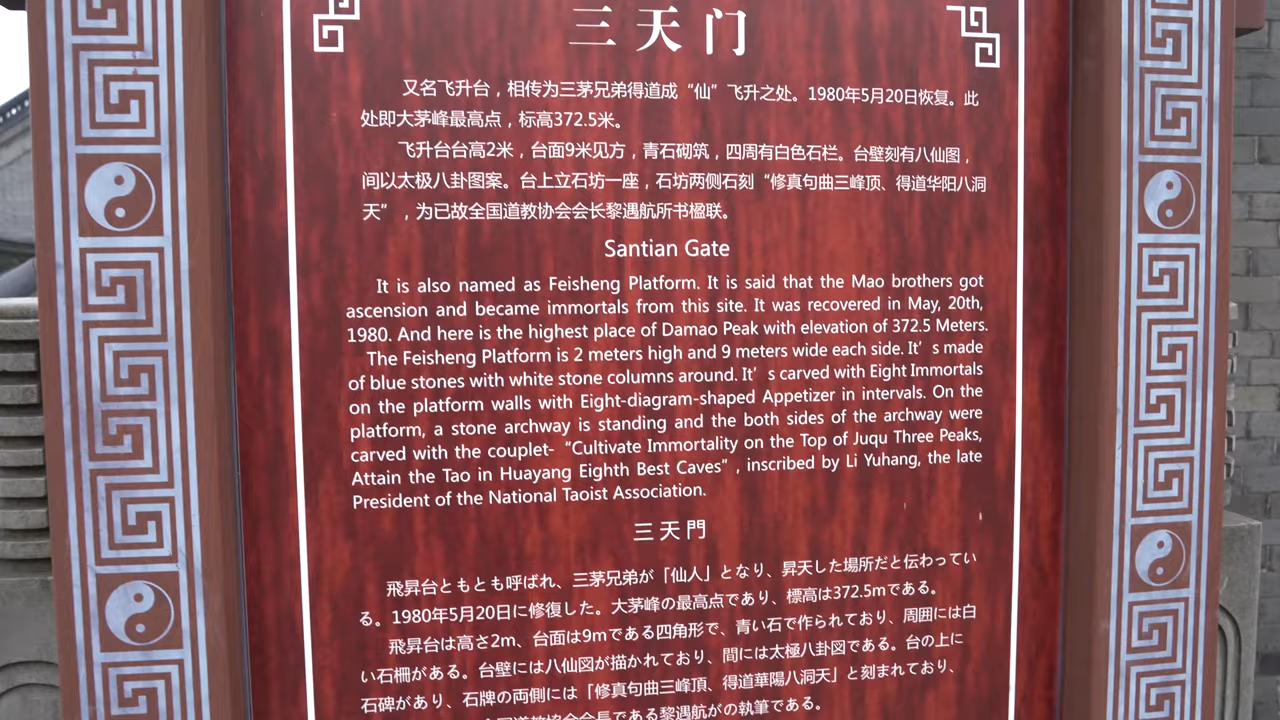 三天门
又名飞升台，相传为三茅兄弟得道成“仙”飞升之处。1980年5月20日恢复。此
处即大茅峰最高点，标高372.5米。
飞升台台高2米，台面9米见方，青石砌筑，四周有白色石栏。台壁刻有八仙图，
间以太极八卦图案。台上立石坊一座，石坊两侧石刻“修真句曲三峰顶、得道华阳八洞
天”，为已故全国道教协会会长黎遇航所书楹联。
Santian Gate
It is also named as Feisheng Platform. It is said that the Mao brothers got
ascension and became immortals from this site. It was recovered in May, 20th,
1980. And here is the highest place of Damao Peak with elevation of 372.5 Meters.
The Feisheng Platform is 2 meters high and 9 meters wide each side. It's made
of blue stones with white stone columns around. It's carved with Eight Immortals
on the platform walls with Eight-diagram-shaped Appetizer in intervals. On the
platform, a stone archway is standing and the both sides of the archway were
carved with the couplet- “Cultivate Immortality on the Top of Juqu Three Peaks,
Attain the Tao in Huayang Eighth Best Caves”, inscribed by Li Yuhang, the late
President of the National Taoist Association.
三天門
飛昇台ともとも呼ばれ、三茅兄弟が「仙人」となり、昇天した場所だと伝わってい
る。1980年5月20日に修復した。大茅峰の最高点であり、標高は372.5mである。
飛昇台は高さ2m、台面は9mである四角形で、青い石で作られており、周囲には白
い石柵がある。台壁には八仙図が描かれており、間には太極八卦図である。台の上に
石碑があり、石牌の両側には「修真句曲三峰頂、得道華陽八洞天」と刻まれており、
全国道教協会会長である黎遇航がの執筆である。